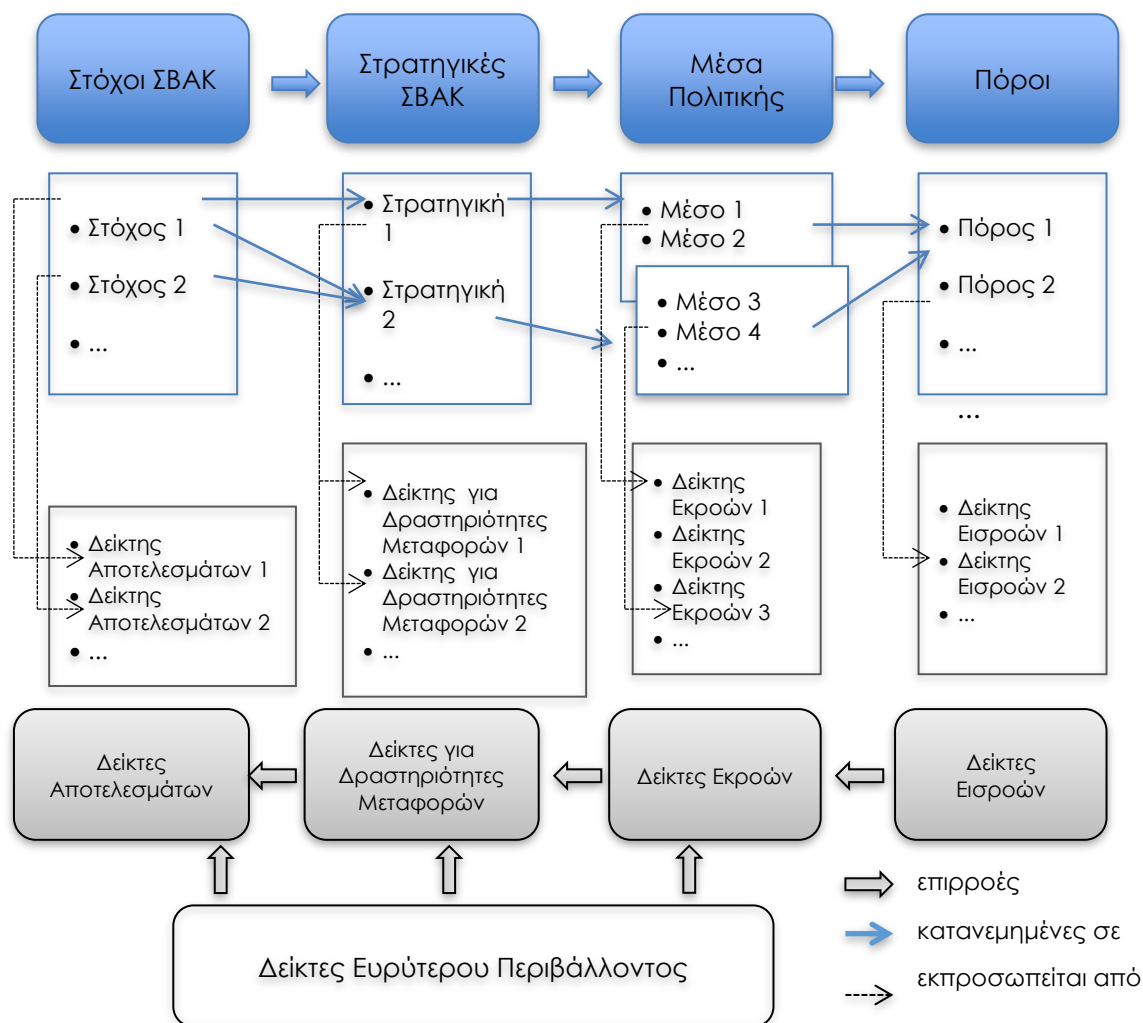 Στόχοι ΣΒΑΚ
Στρατηγικές
ΣΒΑΚ
Μέσα
Πολιτικής
Πόροι
• Στόχος 1
• Στόχος 2
• ...
• Στρατηγική
1
• Στρατηγική
2
• ...
• Μέσο 1
• Μέσο 2
• Μέσο 3
• Μέσο 4
• ...
• Πόρος 1
• Πόρος 2
• ...
...
• Δείκτης
Αποτελεσμάτων 1
• Δείκτης
Αποτελεσμάτων 2
• ...
• Δείκτης για
Δραστηριότητες
Μεταφορών 1
• Δείκτης για
Δραστηριότητες
Μεταφορών 2
• ...
• Δείκτης
Εκροών 1
• Δείκτης
Εκροών 2
• Δείκτης
Εκροών 3
• ...
• Δείκτης
Εισροών 1
• Δείκτης
Εισροών 2
• ...
Δείκτες
Αποτελεσμάτων
Δείκτες για
Δραστηριότητες
Μεταφορών
Δείκτες Εκροών
Δείκτες
Εισροών
Δείκτες Ευρύτερου Περιβάλλοντος
επιρροές
κατανεμημένες σε
εκπροσωπείται από